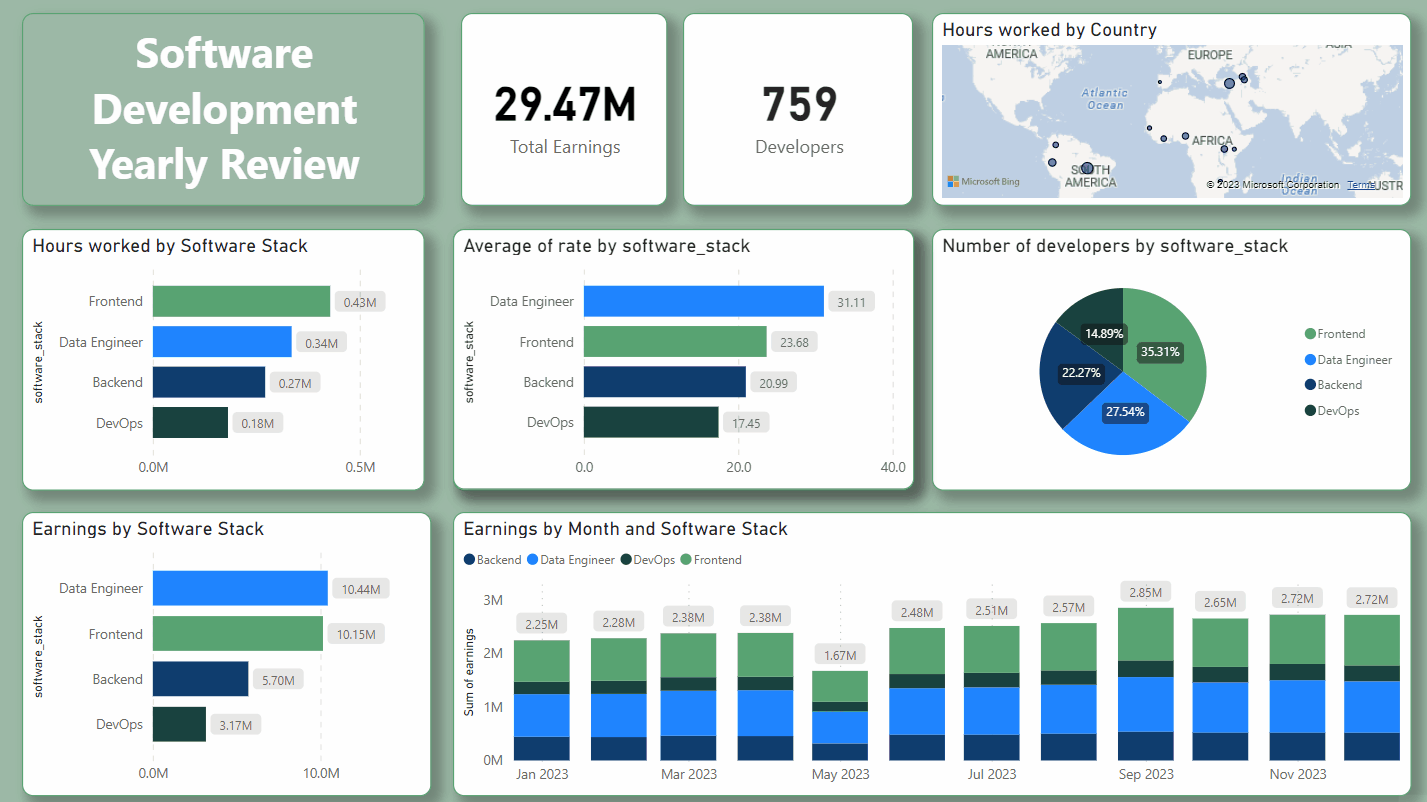 Software
Development
Yearly Review
29.47M
Total Earnings
759
Developers
Hours worked by Country
AMERICA
EUROPE
ASIA
Atlantic
Ocean
AFRICA
SOUTH
AMERICA
Indian
Ocean
Microsoft Bing
© 2023 Microsoft Corporation
Terms
AUSTR
Hours worked by Software Stack
software_stack
Frontend
0.43M
Data Engineer
0.34M
Backend
0.27M
DevOps
0.18M
0.0M
0.5M
Average of rate by software_stack
software_stack
Data Engineer
31.11
Frontend
23.68
Backend
20.99
DevOps
17.45
0.0
20.0
40.0
Number of developers by software_stack
14.89%
35.31%
22.27%
27.54%
Frontend
Data Engineer
Backend
DevOps
Earnings by Software Stack
software_stack
Data Engineer
10.44M
Frontend
10.15M
Backend
5.70M
DevOps
3.17M
0.0M
10.0M
Earnings by Month and Software Stack
Backend Data Engineer DevOps Frontend
Sum of earnings
3M
2M
1M
0M
2.25M
2.28M
2.38M
2.38M
1.67M
2.48M
2.51M
2.57M
2.85M
2.65M
2.72M
2.72M
Jan 2023
Mar 2023
May 2023
Jul 2023
Sep 2023
Nov 2023